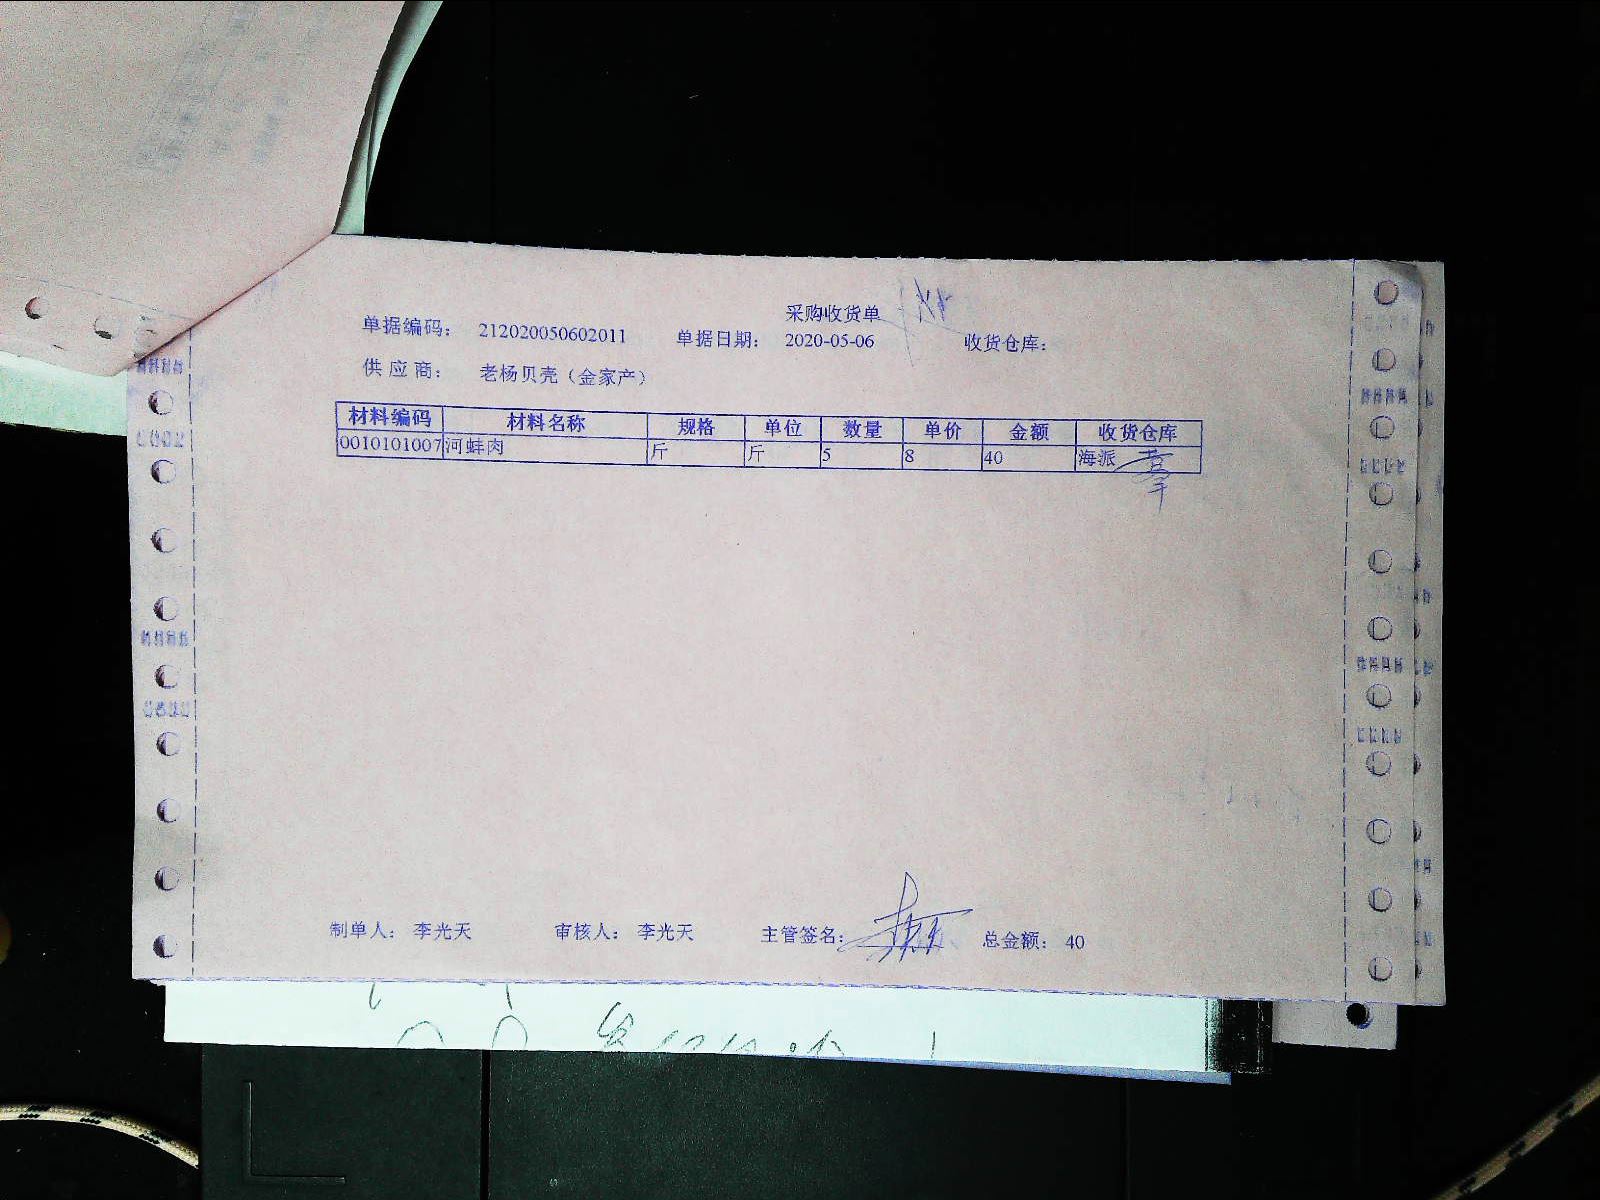 采购收货单
单据编码： 212020050602011 单据日期： 2020-05-06 收货仓库：
供 应 商： 老杨贝壳（金家产）
材料编码 材料名称 规格 单位 数量 单价 金额 收货仓库
0010101007 河蚌肉 斤 斤 5 8 40 海派
制单人： 李光天 审核人： 李光天 主管签名： 总金额： 40